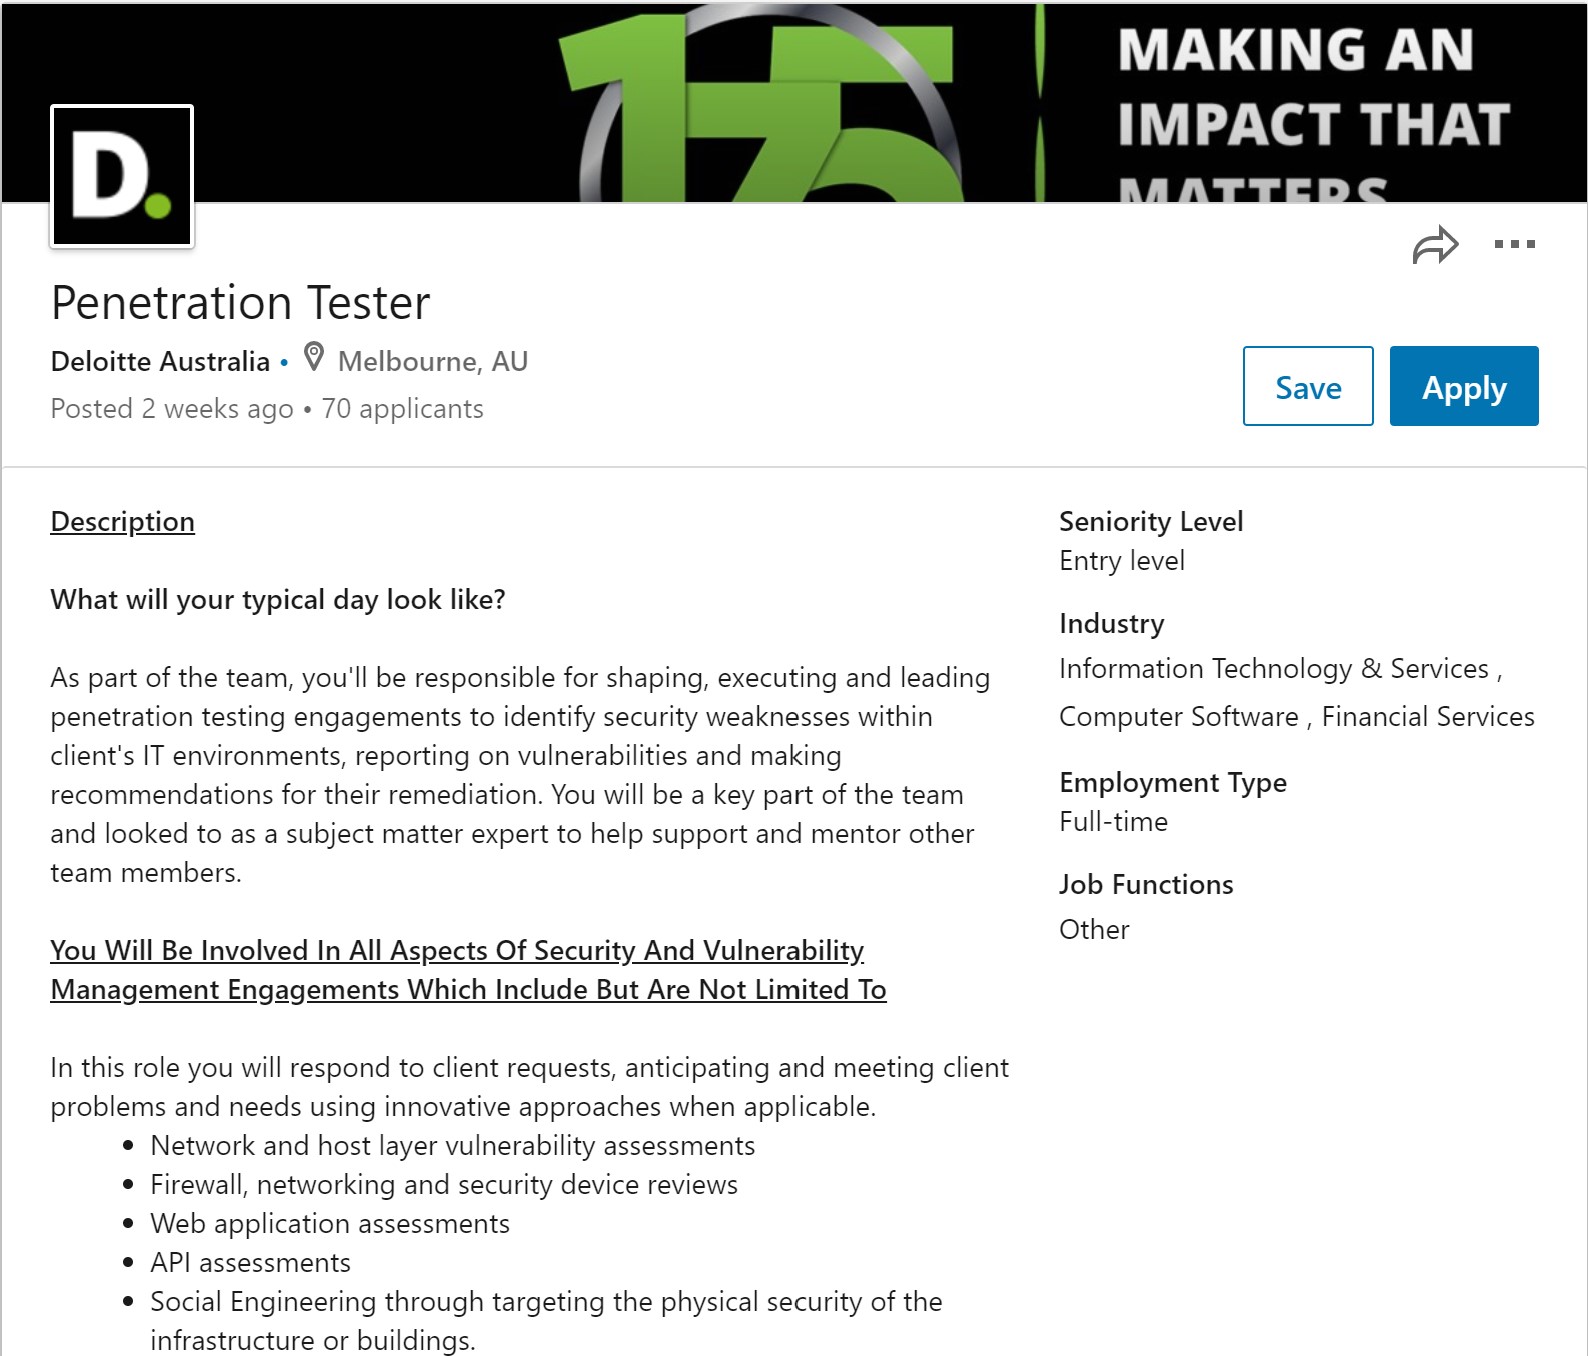 175
MAKING AN
IMPACT THAT
MATTERS
D.
Penetration Tester
Deloitte Australia • Melbourne, AU
Posted 2 weeks ago • 70 applicants
Save
Apply
Description
What will your typical day look like?
As part of the team, you'll be responsible for shaping, executing and leading
penetration testing engagements to identify security weaknesses within
client's IT environments, reporting on vulnerabilities and making
recommendations for their remediation. You will be a key part of the team
and looked to as a subject matter expert to help support and mentor other
team members.
You Will Be Involved In All Aspects Of Security And Vulnerability
Management Engagements Which Include But Are Not Limited To
In this role you will respond to client requests, anticipating and meeting client
problems and needs using innovative approaches when applicable.
• Network and host layer vulnerability assessments
• Firewall, networking and security device reviews
• Web application assessments
• API assessments
• Social Engineering through targeting the physical security of the
infrastructure or buildings.
Seniority Level
Entry level
Industry
Information Technology & Services ,
Computer Software , Financial Services
Employment Type
Full-time
Job Functions
Other